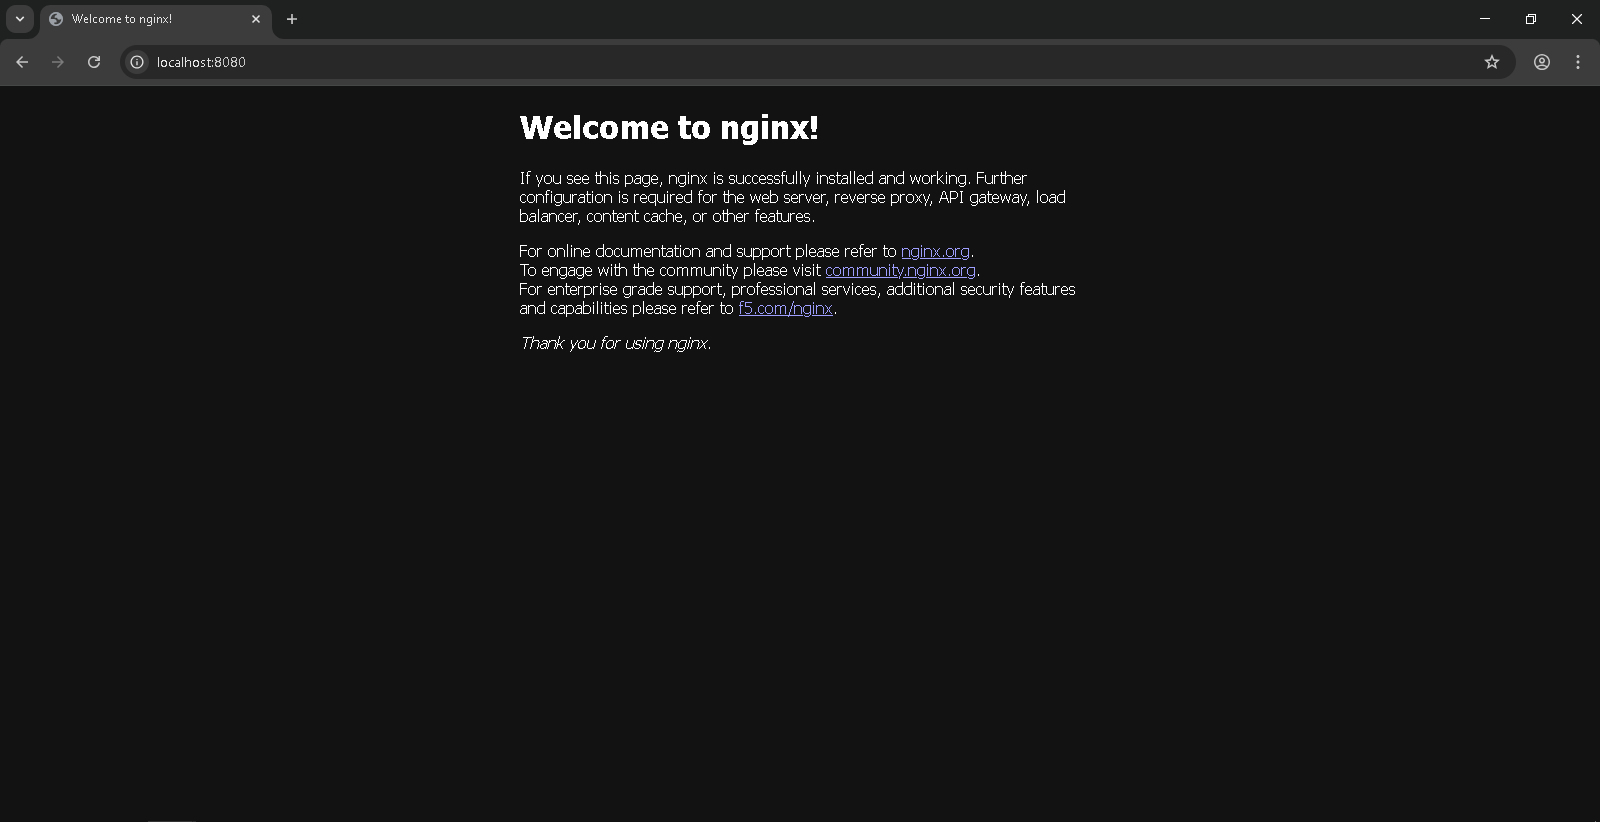 Welcome to nginx!
localhost:8080
Welcome to nginx!
If you see this page, nginx is successfully installed and working. Further
configuration is required for the web server, reverse proxy, API gateway, load
balancer, content cache, or other features.
For online documentation and support please refer to nginx.org.
To engage with the community please visit community.nginx.org.
For enterprise grade support, professional services, additional security features
and capabilities please refer to f5.com/nginx.
Thank you for using nginx.